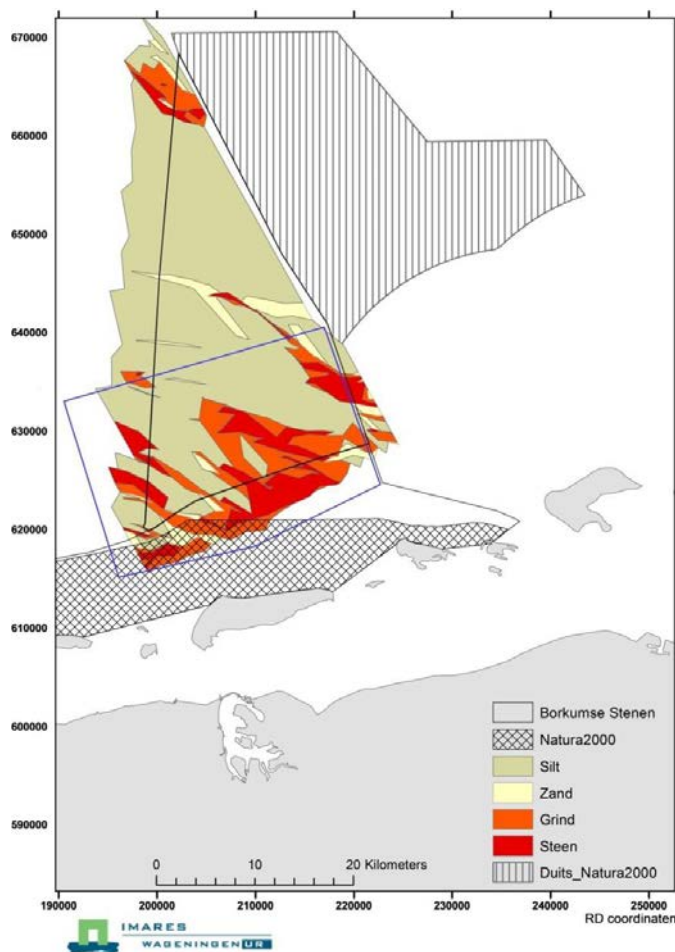 670000
660000
650000
640000
630000
620000
610000
600000
590000
Borkumse Stenen
Natura2000
Silt
Zand
Grind
Steen
Duits_Natura2000
0 10 20 Kilometers
190000 200000 210000 220000 230000 240000 250000
RD coordinaten
IMARES
WAGENINGEN UR